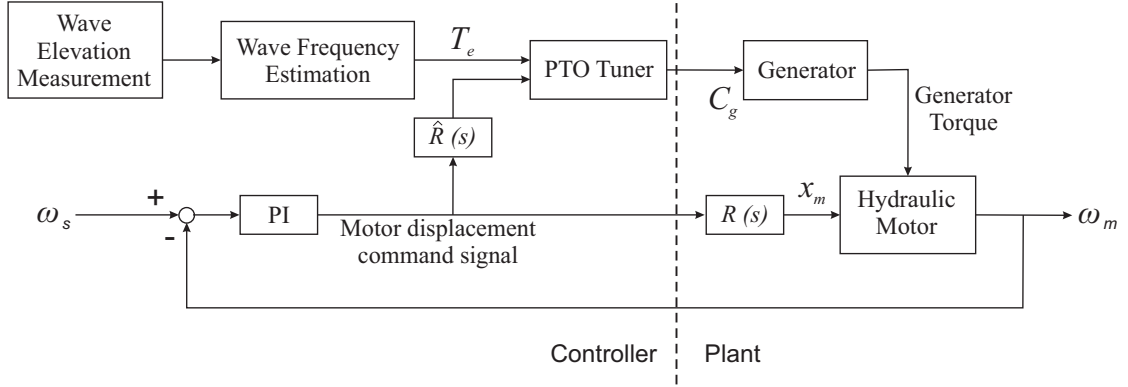 Wave
Elevation
Measurement
Wave Frequency
Estimation
T_e
PTO Tuner
C_g
Generator
Generator
Torque
R̂ (s)
ω_s
+
-
PI
Motor displacement
command signal
R (s)
x_m
Hydraulic
Motor
ω_m
Controller
Plant